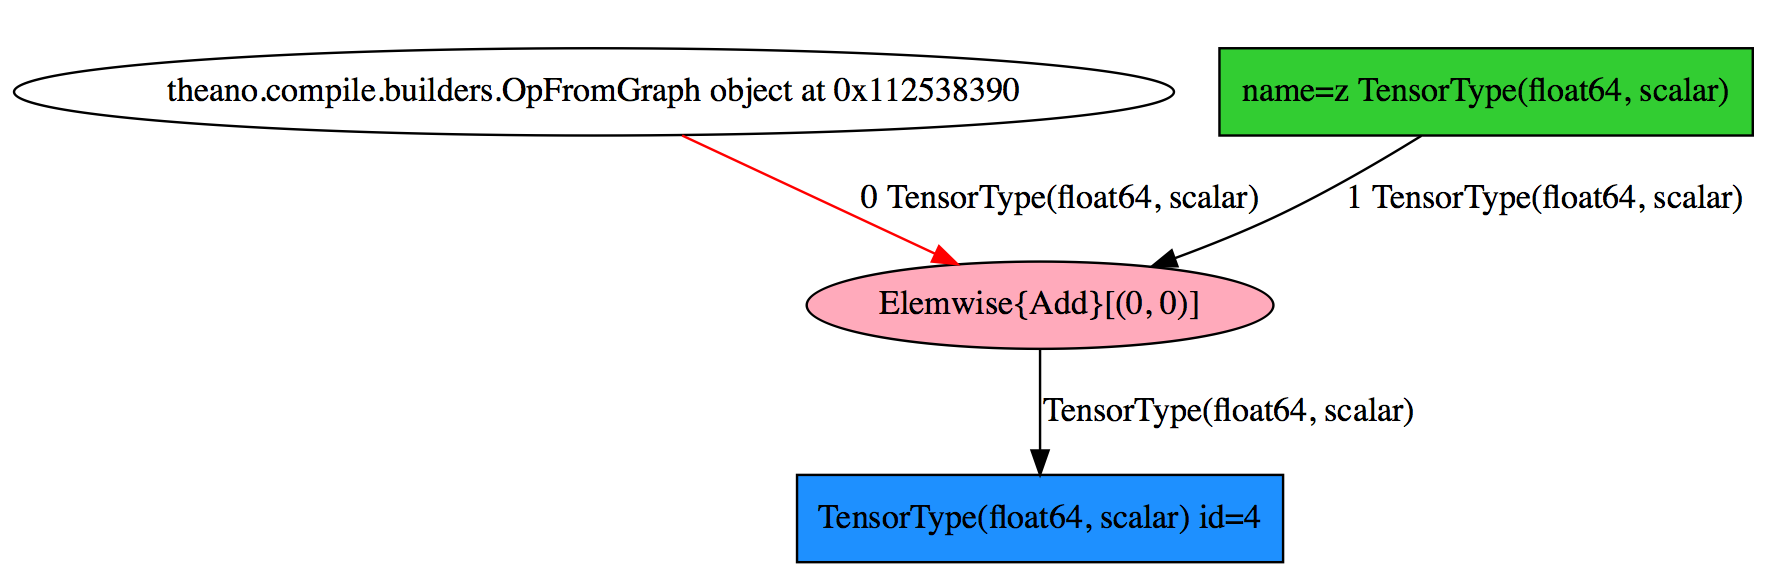 theano.compile.builders.OpFromGraph object at 0x112538390
name=z TensorType(float64, scalar)
0 TensorType(float64, scalar)
1 TensorType(float64, scalar)
Elemwise{Add}[(0, 0)]
TensorType(float64, scalar)
TensorType(float64, scalar) id=4